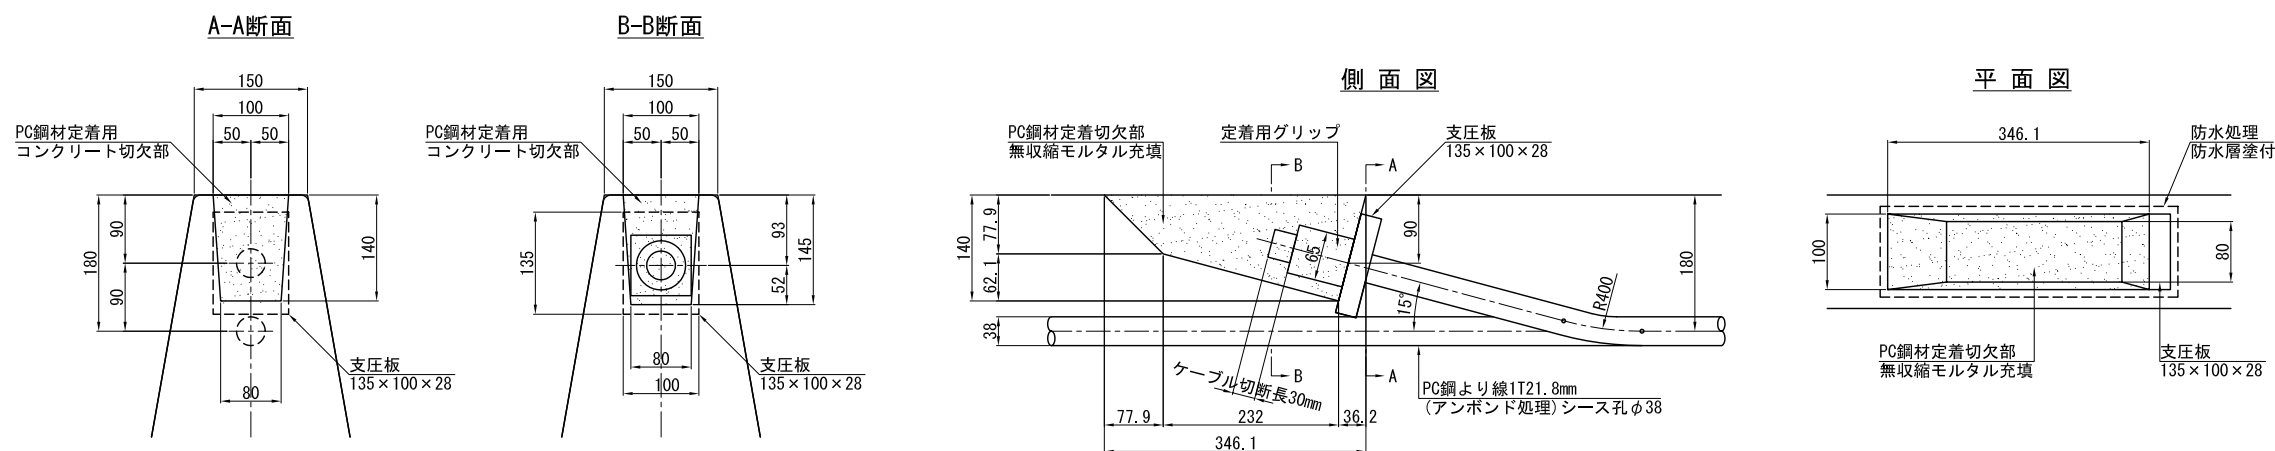 A-A断面
150
100
50 50
PC鋼材定着用
コンクリート切欠部
180
90
90
140
支圧板
135×100×28
80
B-B断面
150
100
50 50
PC鋼材定着用
コンクリート切欠部
135
93
52
145
80
100
支圧板
135×100×28
側面図
PC鋼材定着切欠部
無収縮モルタル充填
定着用グリップ
支圧板
135×100×28
B
A
140
77.9
62.1
38
65
90
180
15°
R400
ケーブル切断長30mm
B
A
PC鋼より線1T21.8mm
(アンボンド処理)シース孔φ38
77.9
232
36.2
346.1
平面図
346.1
防水処理
防水層塗付
100
80
PC鋼材定着切欠部
無収縮モルタル充填
支圧板
135×100×28